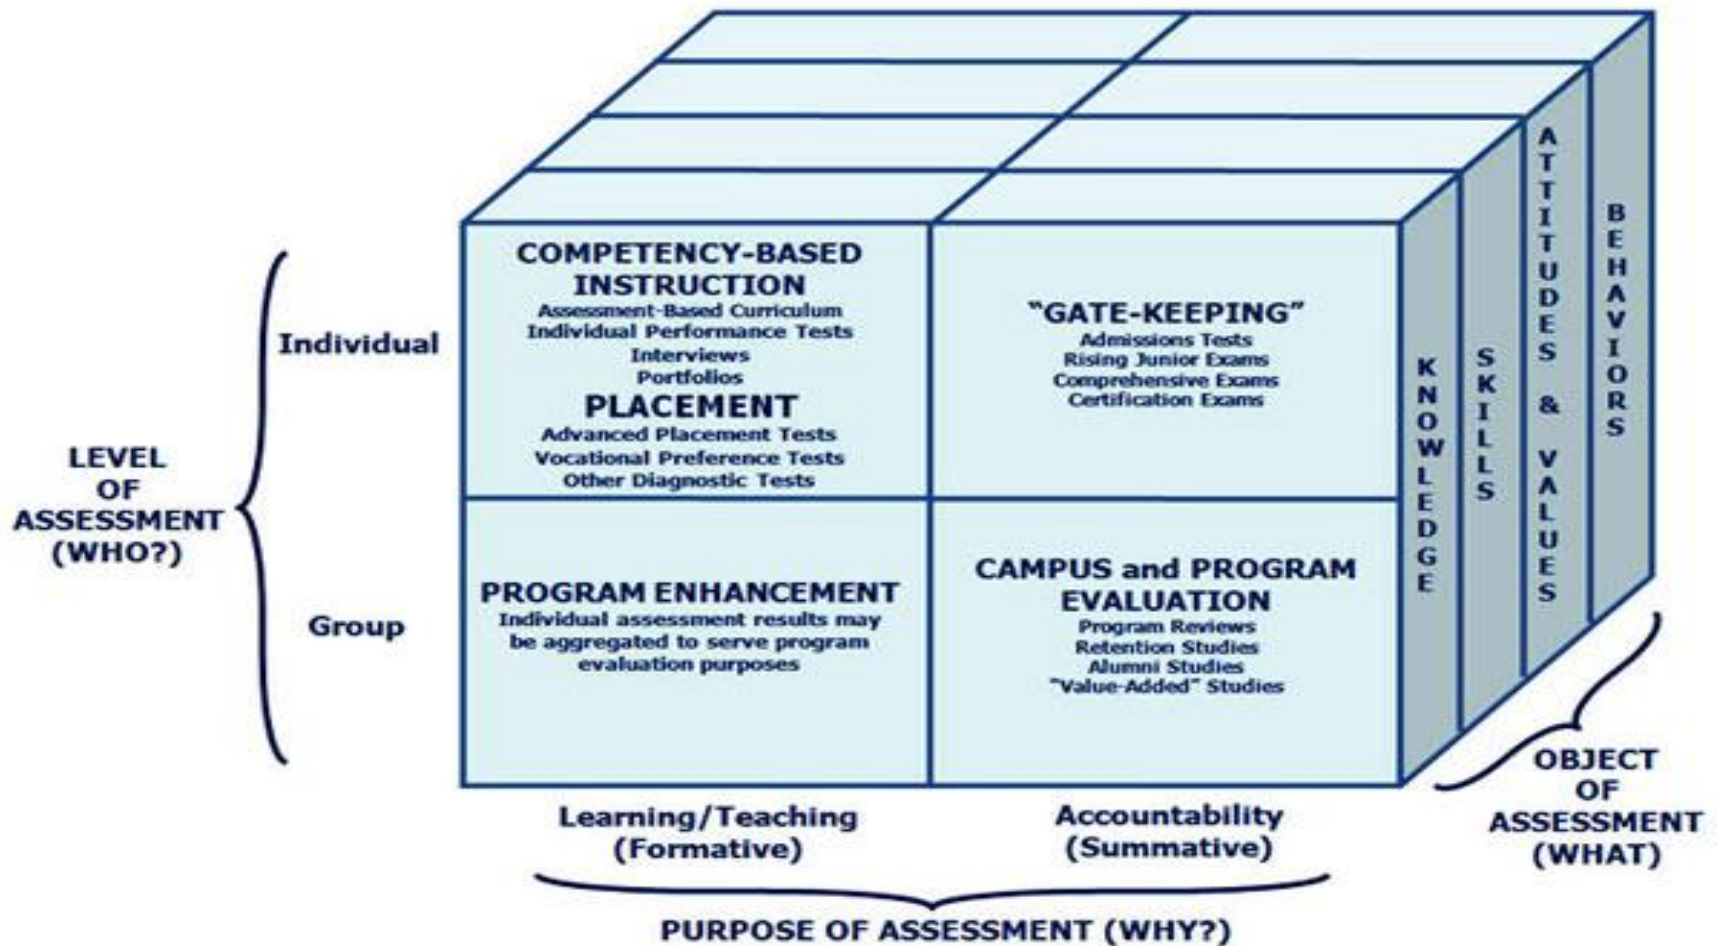 COMPETENCY-BASED
INSTRUCTION
Assessment-Based Curriculum
Individual Performance Tests
Interviews
Portfolios
PLACEMENT
Advanced Placement Tests
Vocational Preference Tests
Other Diagnostic Tests
"GATE-KEEPING"
Admissions Tests
Rising Junior Exams
Comprehensive Exams
Certification Exams
PROGRAM ENHANCEMENT
Individual assessment results may
be aggregated to serve program
evaluation purposes
CAMPUS and PROGRAM
EVALUATION
Program Reviews
Retention Studies
Alumni Studies
"Value-Added" Studies
KNOWLEDGE
SKILLS
ATTITUDES & VALUES
BEHAVIORS
Individual
LEVEL
OF
ASSESSMENT
(WHO?)
Group
Learning/Teaching
(Formative)
Accountability
(Summative)
PURPOSE OF ASSESSMENT (WHY?)
OBJECT
OF
ASSESSMENT
(WHAT)